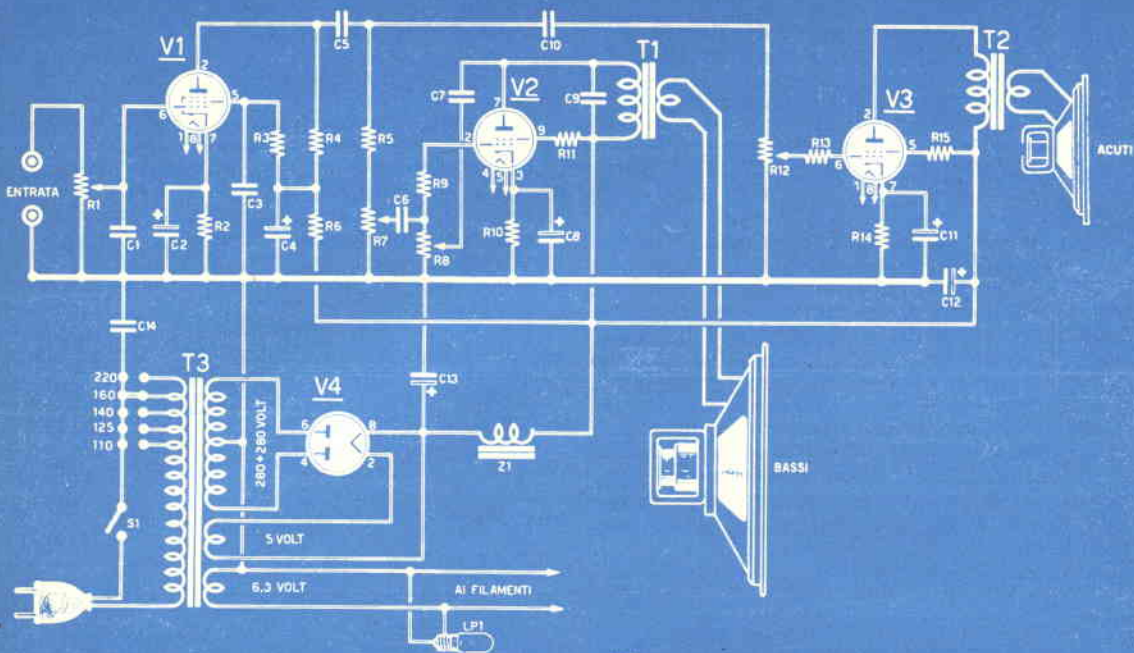 V1
2
6
5
1
8
7
ENTRATA
R1
C1
C2
R2
C3
R3
C4
R4
R6
C5
R5
R7
C6
C7
R9
R8
C10
V2
7
2
9
4
5
3
R10
C8
R11
C9
T1
R12
R13
V3
2
6
5
1
8
7
R14
C11
R15
C12
T2
ACUTI
C14
220
160
140
125
110
S1
T3
280+280 VOLT
V4
6
4
8
2
C13
Z1
BASSI
5 VOLT
6,3 VOLT
AI FILAMENTI
LP1